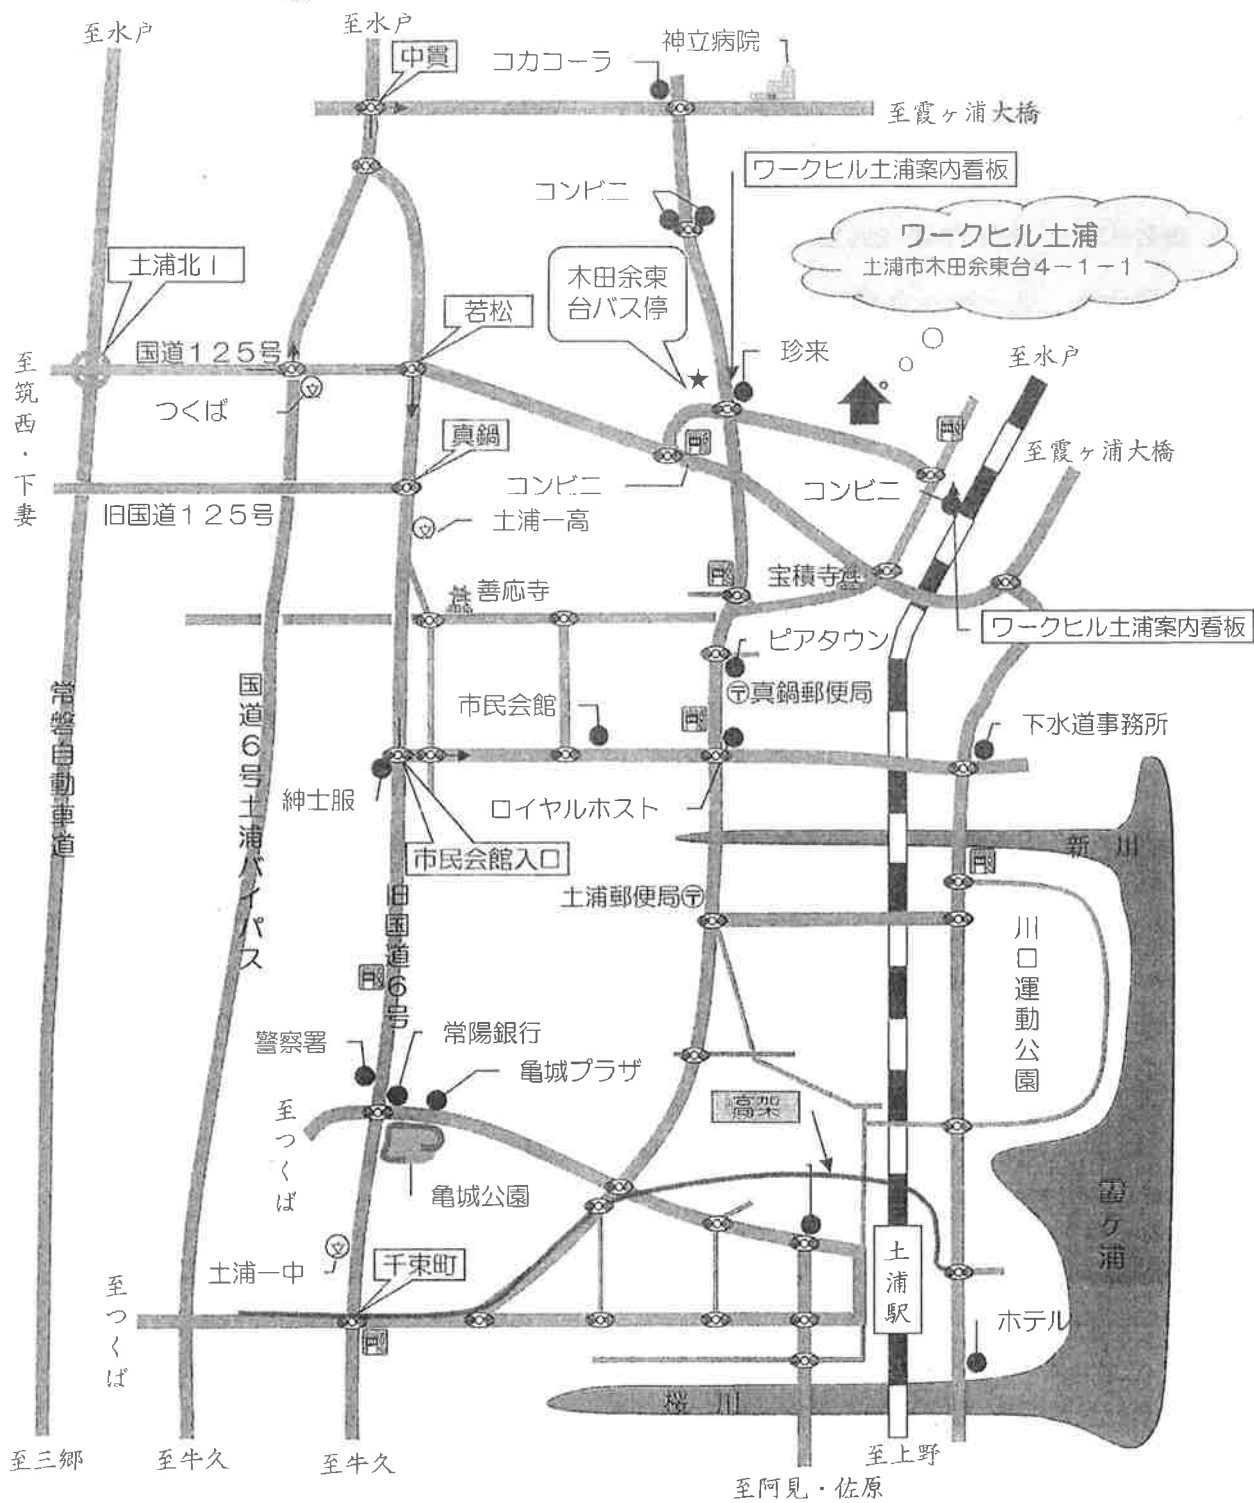 至水戸
至水戸
中貫
コカコーラ
神立病院
至霞ヶ浦大橋
ワークヒル土浦案内看板
コンビニ
ワークヒル土浦
土浦市木田余東台4-1-1
土浦北I
木田余東
台バス停
若松
国道125号
珍来
至水戸
至筑西・下妻
つくば
真鍋
コンビニ
至霞ヶ浦大橋
コンビニ
旧国道125号
土浦一高
宝積寺
善応寺
ワークヒル土浦案内看板
ピアタウン
〒真鍋郵便局
常磐自動車道
国道6号土浦バイパス
市民会館
下水道事務所
紳士服
ロイヤルホスト
市民会館入口
新川
土浦郵便局〒
旧国道6号
川口運動公園
警察署
常陽銀行
亀城プラザ
高架
至つくば
亀城公園
霞ヶ浦
土浦一中
千束町
土浦駅
至つくば
ホテル
桜川
至三郷
至牛久
至牛久
至上野
至阿見・佐原